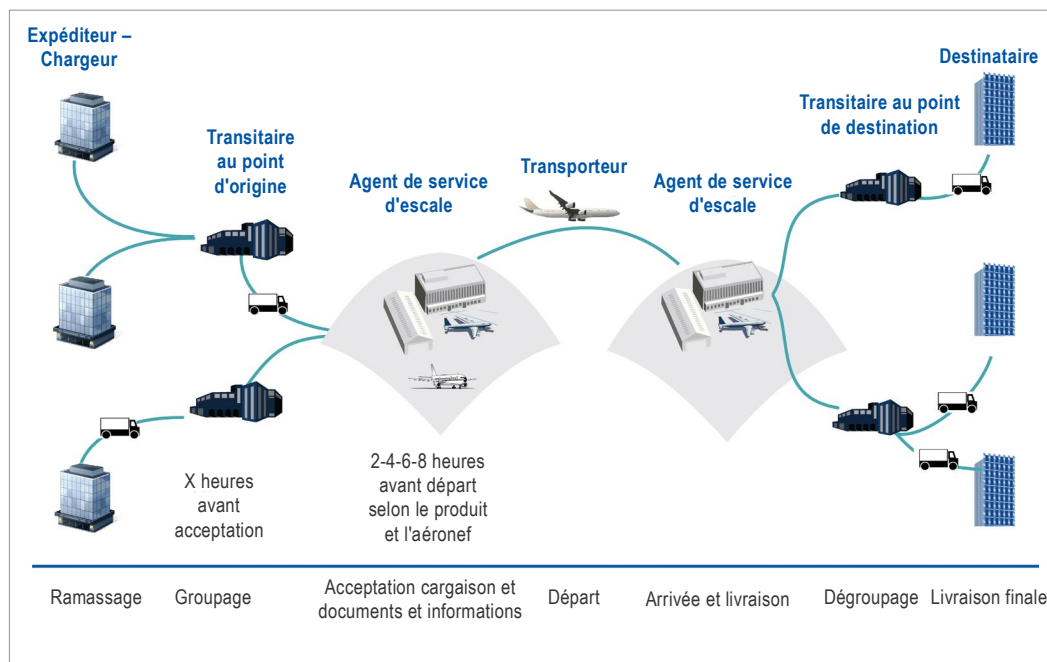 Expéditeur –
Chargeur
Transitaire
au point
d'origine
Agent de service
d'escale
Transporteur
Agent de service
d'escale
Transitaire au point
de destination
Destinataire
X heures
avant
acceptation
2-4-6-8 heures
avant départ
selon le produit
et l'aéronef
Ramassage
Groupage
Acceptation cargaison et
documents et informations
Départ
Arrivée et livraison
Dégroupage
Livraison finale